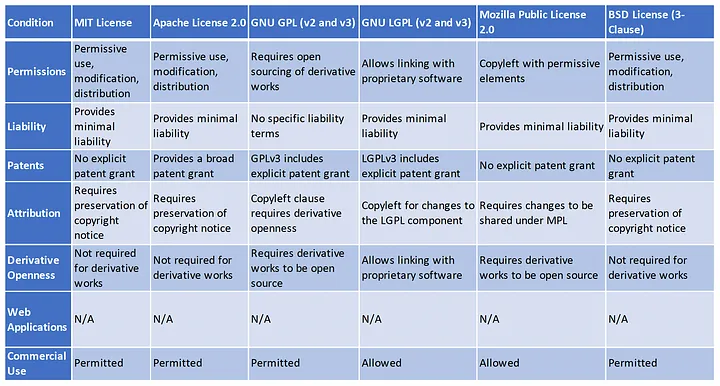 Condition
MIT License
Apache License 2.0
GNU GPL (v2 and v3)
GNU LGPL (v2 and v3)
Mozilla Public License
2.0
BSD License (3-
Clause)
Permissions
Permissive
use,
modification,
distribution
Permissive use,
modification,
distribution
Requires open
sourcing of derivative
works
Allows linking with
proprietary software
Copyleft with permissive
elements
Permissive use,
modification,
distribution
Liability
Provides
minimal
liability
Provides minimal
liability
No specific liability
terms
Provides minimal
liability
Provides minimal liability
Provides minimal
liability
Patents
No explicit
patent grant
Provides a broad
patent grant
GPLv3 includes
explicit patent grant
LGPLv3 includes
explicit patent grant
No explicit patent grant
No explicit patent
grant
Attribution
Requires
preservation of
copyright
notice
Requires
preservation of
copyright notice
Copyleft clause
requires derivative
openness
Copyleft for changes to
the LGPL component
Requires changes to be
shared under MPL
Requires
preservation of
copyright notice
Derivative
Openness
Not required
for derivative
works
Not required for
derivative works
Requires derivative
works to be open
source
Allows linking with
proprietary software
Requires derivative
works to be open source
Not required for
derivative works
Web
Applications
N/A
N/A
N/A
N/A
N/A
N/A
Commercial
Use
Permitted
Permitted
Permitted
Allowed
Allowed
Permitted